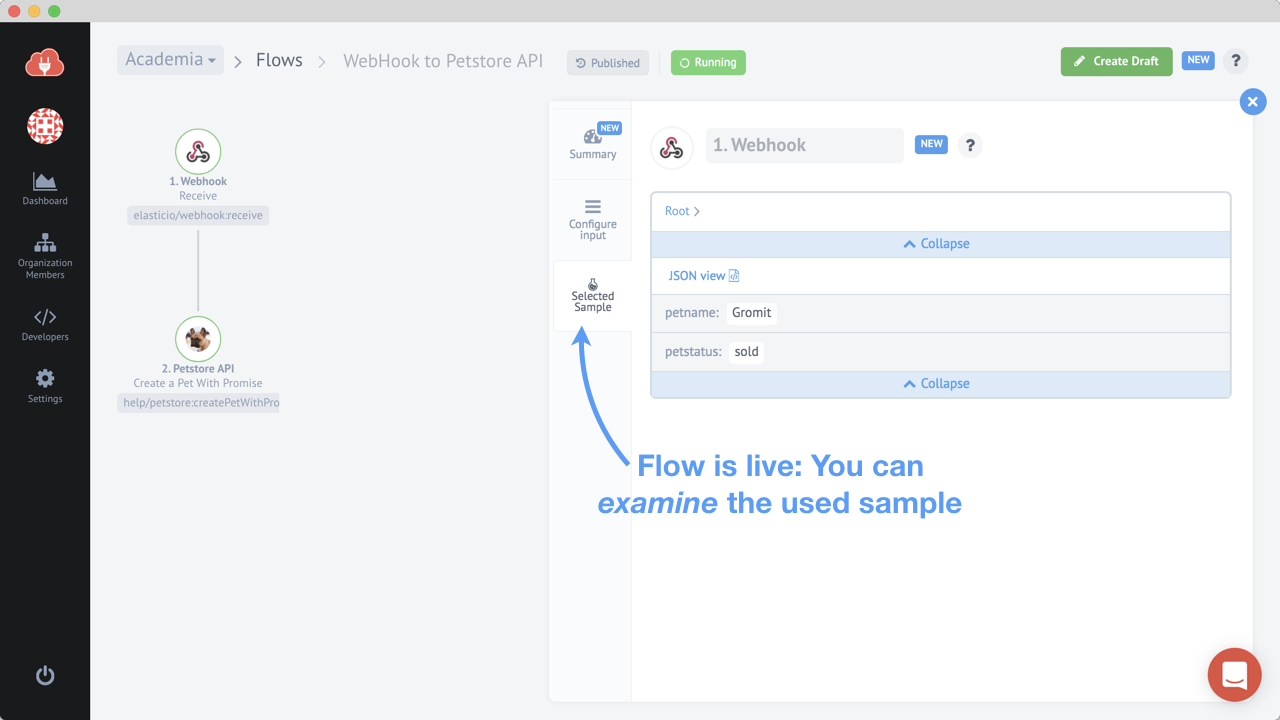 Academia
Flows
WebHook to Petstore API
Published
Running
Create Draft
NEW
?
Dashboard
Organization
Members
Developers
Settings
1. Webhook
Receive
elasticio/webhook:receive
2. Petstore API
Create a Pet With Promise
help/petstore:createPetWithPro
NEW
Summary
Configure
input
Selected
Sample
1. Webhook
NEW
?
Root
Collapse
JSON view
petname: Gromit
petstatus: sold
Collapse
Flow is live: You can
examine the used sample